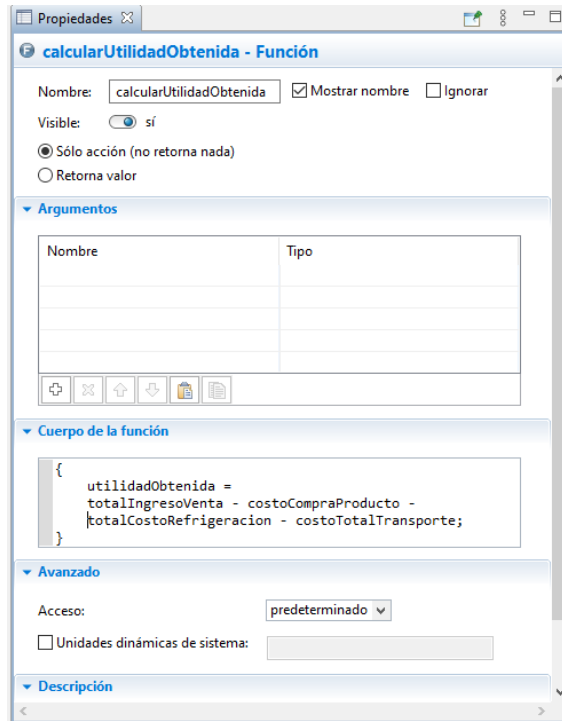 Propiedades
calcularUtilidadObtenida - Función
Nombre: calcularUtilidadObtenida Mostrar nombre Ignorar
Visible: sí
Sólo acción (no retorna nada)
Retorna valor
Argumentos
Nombre Tipo
Cuerpo de la función
{
utilidadObtenida =
totalIngresoVenta - costoCompraProducto -
totalCostoRefrigeracion - costoTotalTransporte;
}
Avanzado
Acceso: predeterminado
Unidades dinámicas de sistema:
Descripción